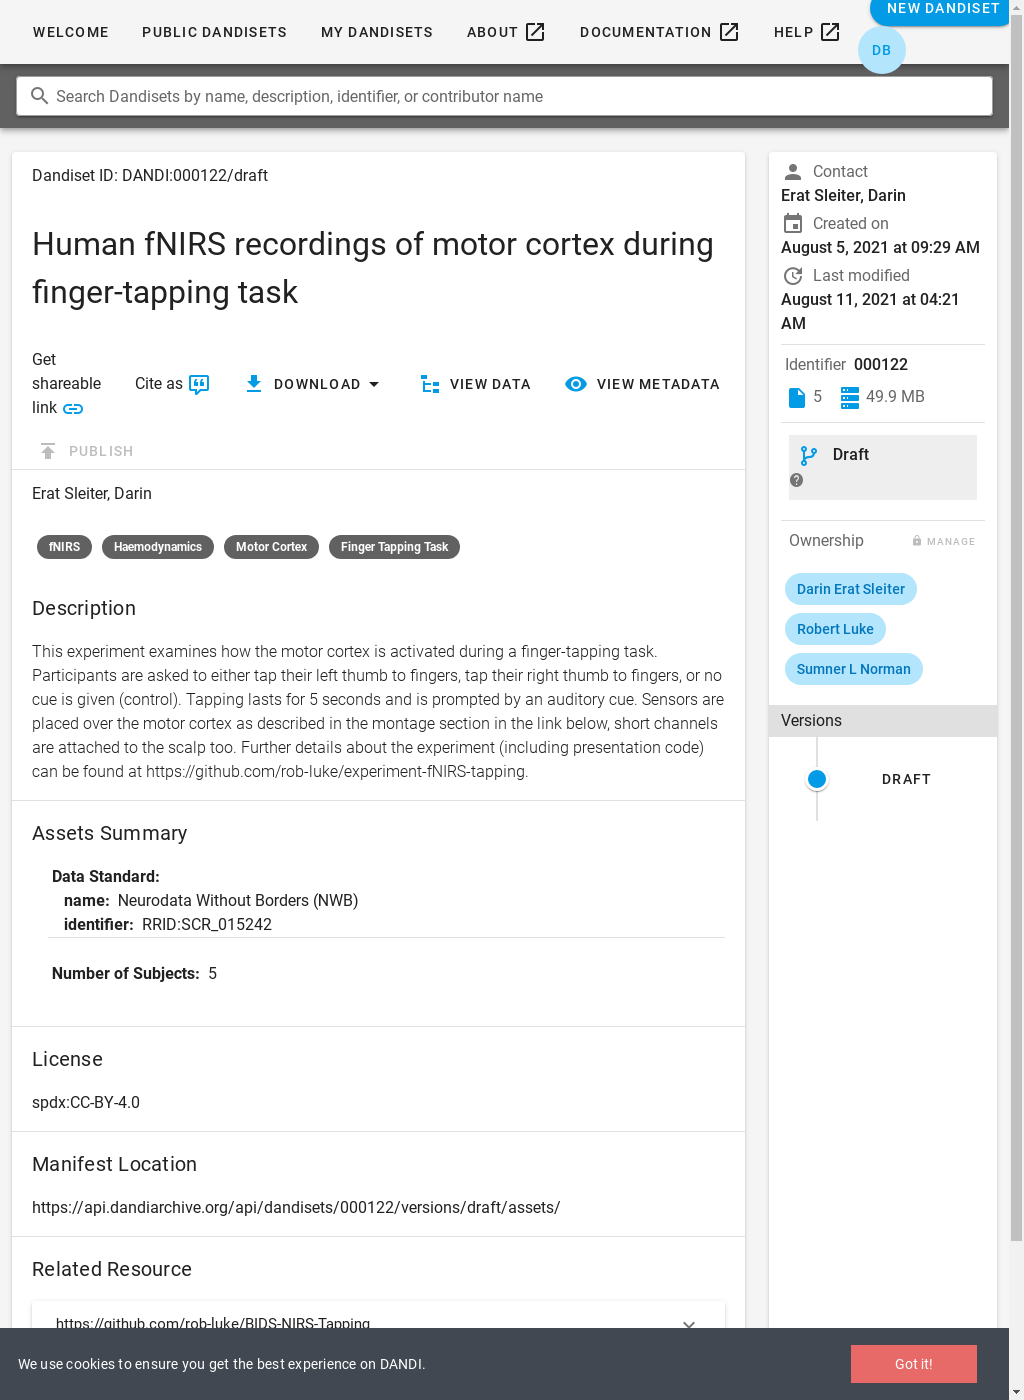 WELCOME PUBLIC DANDISETS MY DANDISETS ABOUT DOCUMENTATION HELP NEW DANDISET
DB
Search Dandisets by name, description, identifier, or contributor name
Dandiset ID: DANDI:000122/draft
Human fNIRS recordings of motor cortex during
finger-tapping task
Get
shareable
link
Cite as
DOWNLOAD
VIEW DATA
VIEW METADATA
PUBLISH
Erat Sleiter, Darin
fNIRS Haemodynamics Motor Cortex Finger Tapping Task
Description
This experiment examines how the motor cortex is activated during a finger-tapping task.
Participants are asked to either tap their left thumb to fingers, tap their right thumb to fingers, or no
cue is given (control). Tapping lasts for 5 seconds and is prompted by an auditory cue. Sensors are
placed over the motor cortex as described in the montage section in the link below, short channels
are attached to the scalp too. Further details about the experiment (including presentation code)
can be found at https://github.com/rob-luke/experiment-fNIRS-tapping.
Assets Summary
Data Standard:
name: Neurodata Without Borders (NWB)
identifier: RRID:SCR_015242
Number of Subjects: 5
License
spdx:CC-BY-4.0
Manifest Location
https://api.dandiarchive.org/api/dandisets/000122/versions/draft/assets/
Related Resource
https://github.com/rob-luke/BIDS-NIRS-Tapping
Contact
Erat Sleiter, Darin
Created on
August 5, 2021 at 09:29 AM
Last modified
August 11, 2021 at 04:21
AM
Identifier 000122
5 49.9 MB
Draft
Ownership MANAGE
Darin Erat Sleiter
Robert Luke
Sumner L Norman
Versions
DRAFT
We use cookies to ensure you get the best experience on DANDI.
Got it!